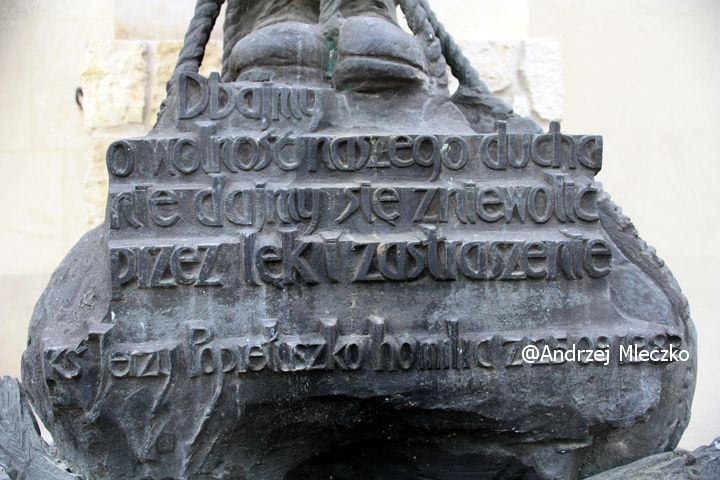 Dbajmy
o wolność naszego ducha
nie dajmy się zniewolić
przez lęk i zastraszenie
ks Jerzy Popiełuszko homilia z
@Andrzej Mleczko